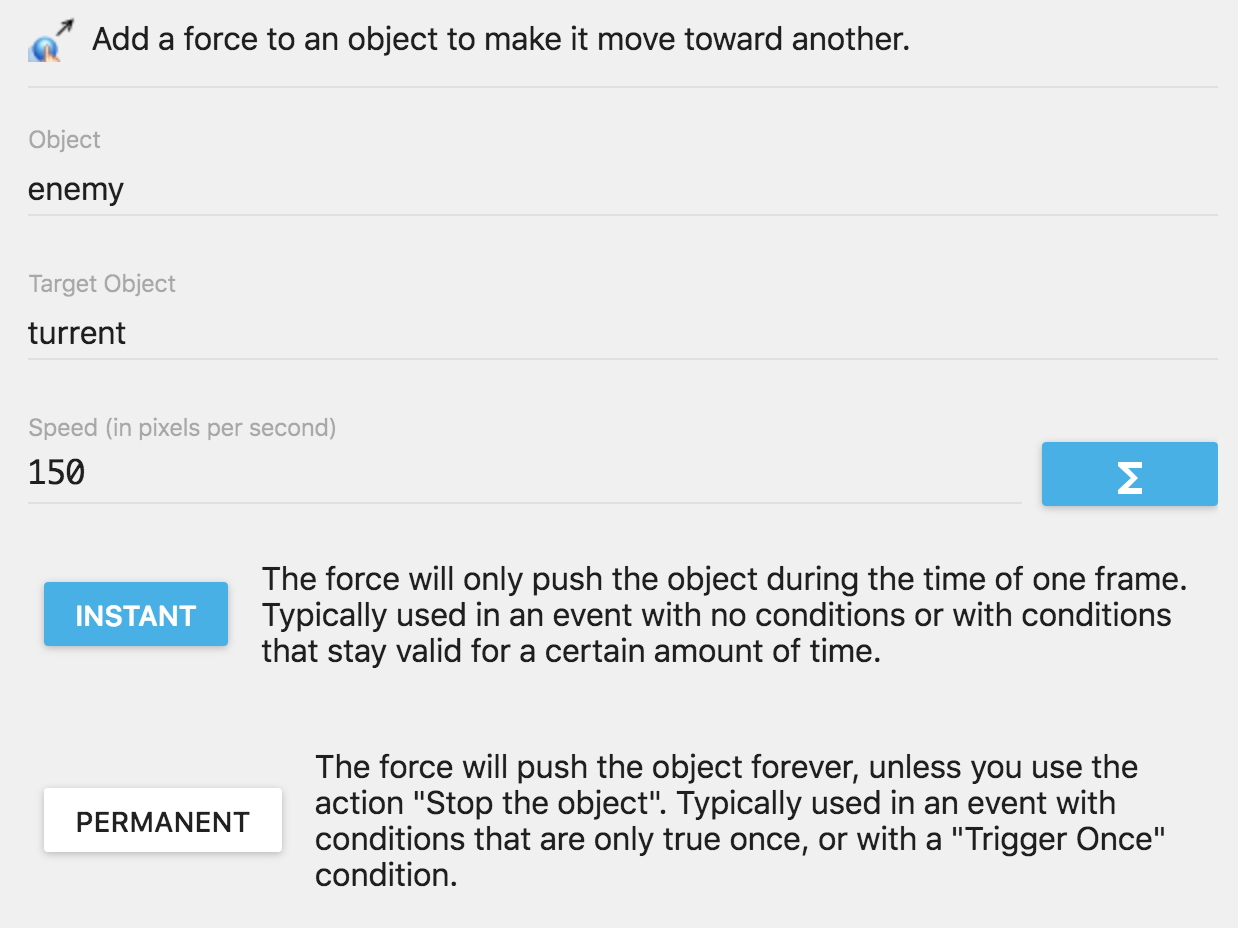 Add a force to an object to make it move toward another.
Object
enemy
Target Object
turrent
Speed (in pixels per second)
150
Σ
INSTANT
The force will only push the object during the time of one frame.
Typically used in an event with no conditions or with conditions
that stay valid for a certain amount of time.
PERMANENT
The force will push the object forever, unless you use the
action "Stop the object". Typically used in an event with
conditions that are only true once, or with a "Trigger Once"
condition.